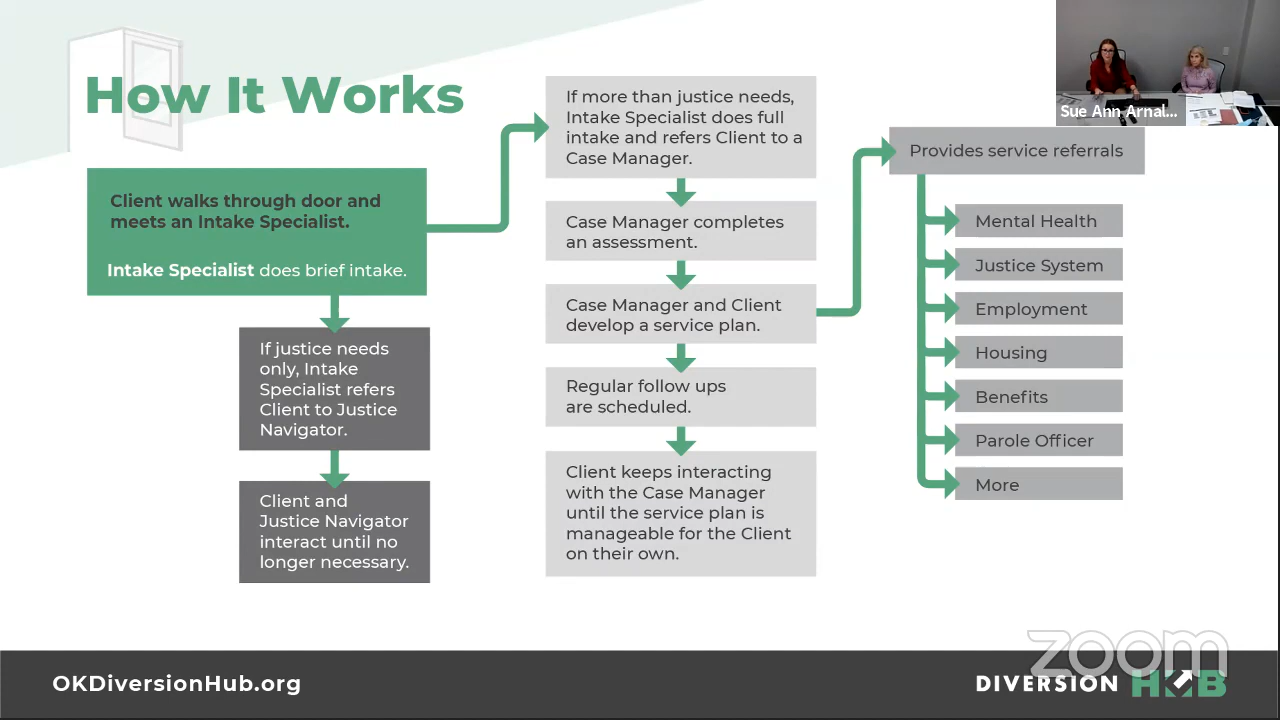 How It Works
Client walks through door and
meets an Intake Specialist.
Intake Specialist does brief intake.
If justice needs
only, Intake
Specialist refers
Client to Justice
Navigator.
Client and
Justice Navigator
interact until no
longer necessary.
If more than justice needs,
Intake Specialist does full
intake and refers Client to a
Case Manager.
Case Manager completes
an assessment.
Case Manager and Client
develop a service plan.
Regular follow ups
are scheduled.
Client keeps interacting
with the Case Manager
until the service plan is
manageable for the Client
on their own.
Provides service referrals
Mental Health
Justice System
Employment
Housing
Benefits
Parole Officer
More
Sue Ann Arnal...
zoom
OKDiversionHub.org
DIVERSION HUB